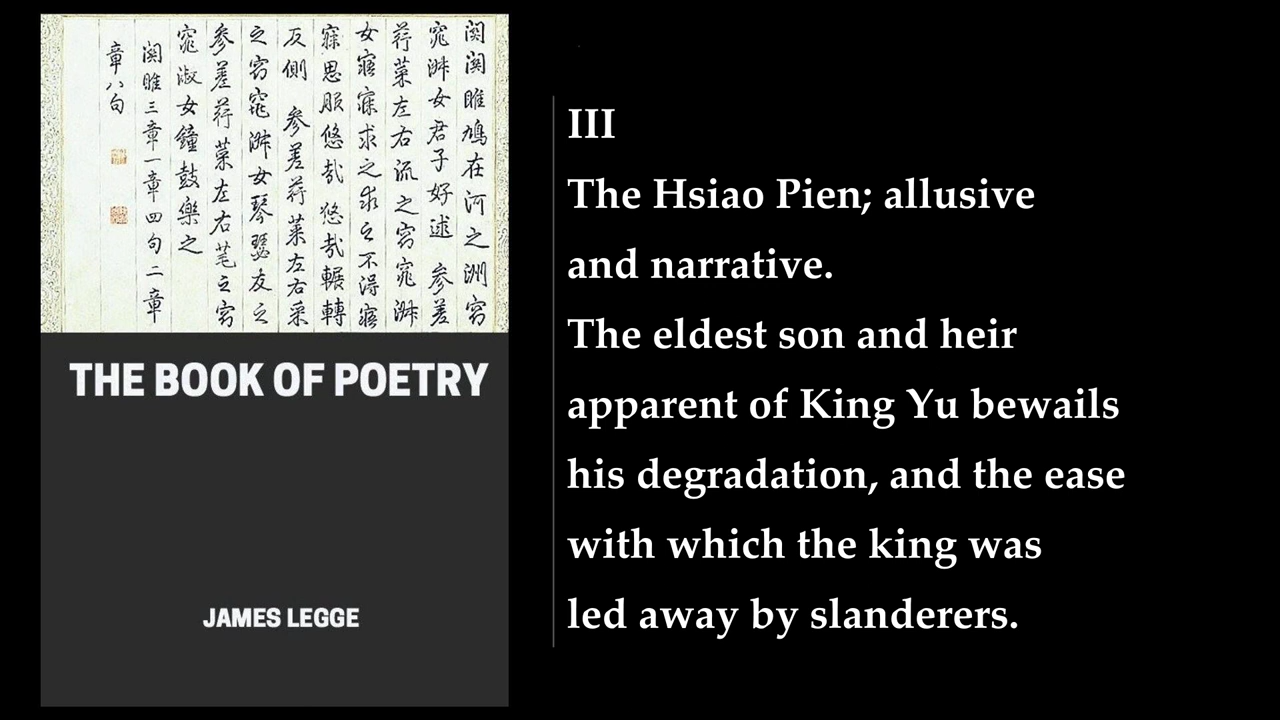 關關雎鳩在河之洲窈
窕淑女君子好逑 參差
荇菜左右流之窈窕淑
女寤寐求之求之不得寤
寐思服悠哉悠哉輾轉
反側 參差荇菜左右采
之窈窕淑女琴瑟友之
參差荇菜左右芼之窈
窕淑女鐘鼓樂之
關雎三章一章四句二章
章八句
THE BOOK OF POETRY
JAMES LEGGE
III
The Hsiao Pien; allusive
and narrative.
The eldest son and heir
apparent of King Yu bewails
his degradation, and the ease
with which the king was
led away by slanderers.